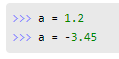 >>> a = 1.2
>>> a = -3.45